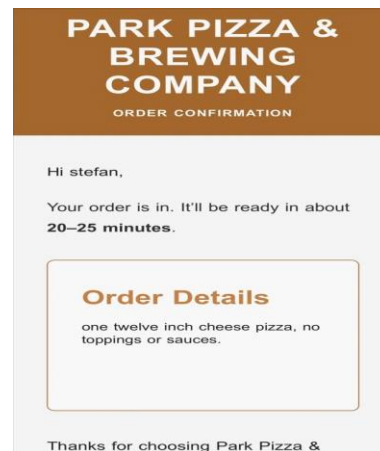 PARK PIZZA &
BREWING
COMPANY
ORDER CONFIRMATION
Hi stefan,
Your order is in. It'll be ready in about
20–25 minutes.
Order Details
one twelve inch cheese pizza, no
toppings or sauces.
Thanks for choosing Park Pizza &